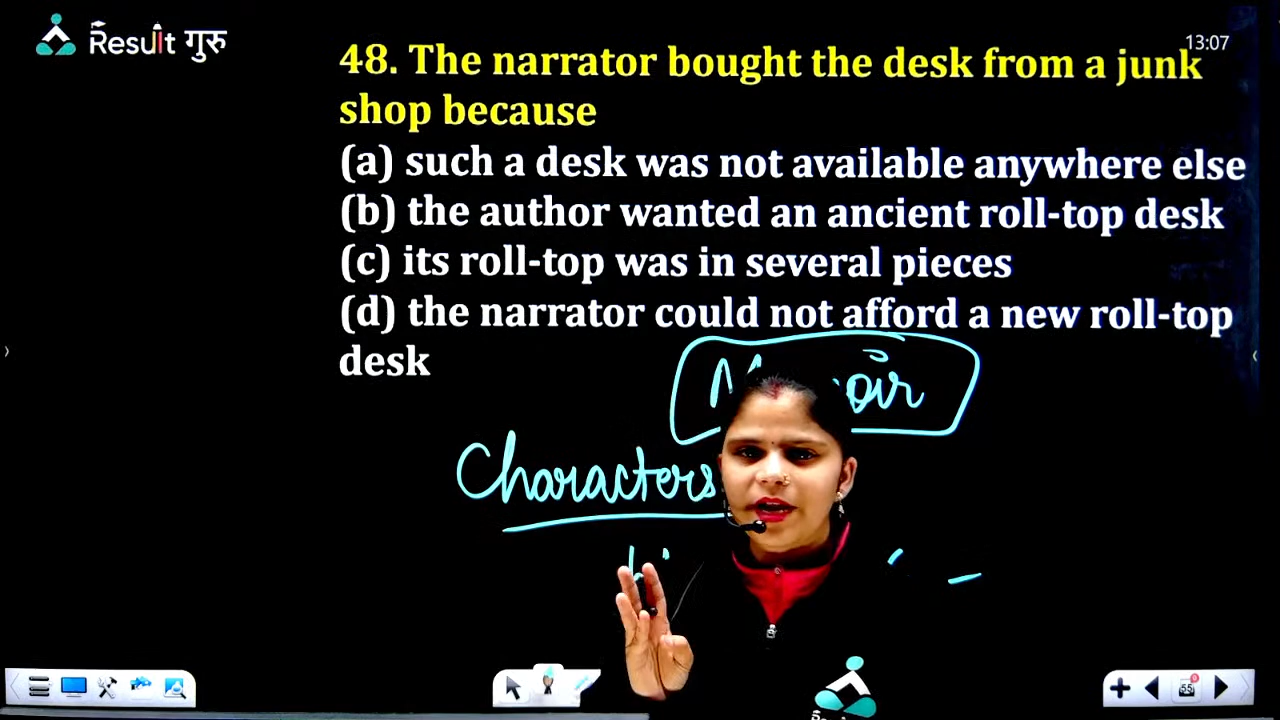 Result गुरु
13:07
48. The narrator bought the desk from a junk
shop because
(a) such a desk was not available anywhere else
(b) the author wanted an ancient roll-top desk
(c) its roll-top was in several pieces
(d) the narrator could not afford a new roll-top
desk
Characters
55